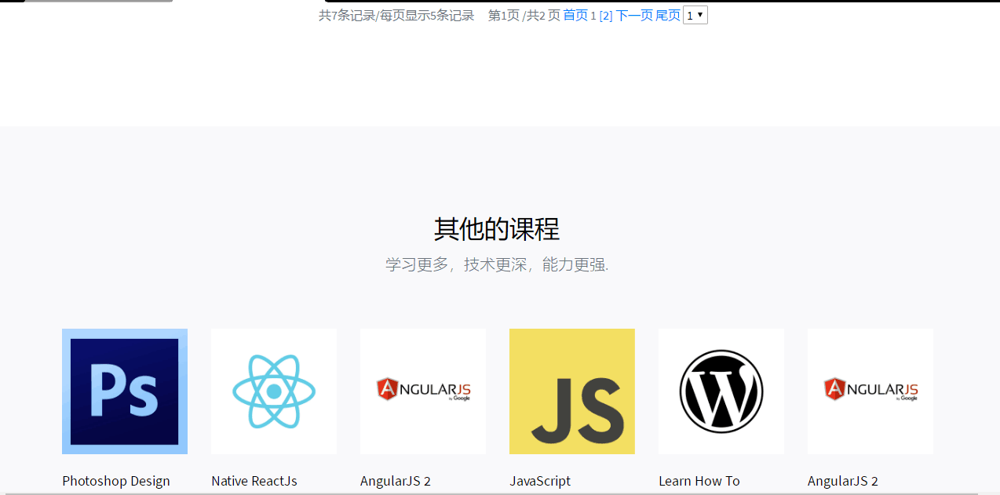 共7条记录/每页显示5条记录 第1页 /共2 页 首页 1 [2] 下一页 尾页 1
其他的课程
学习更多，技术更深，能力更强.
Ps
ANGULARJS
by Google
JS
W
ANGULARJS
by Google
Photoshop Design
Native ReactJs
AngularJS 2
JavaScript
Learn How To
AngularJS 2